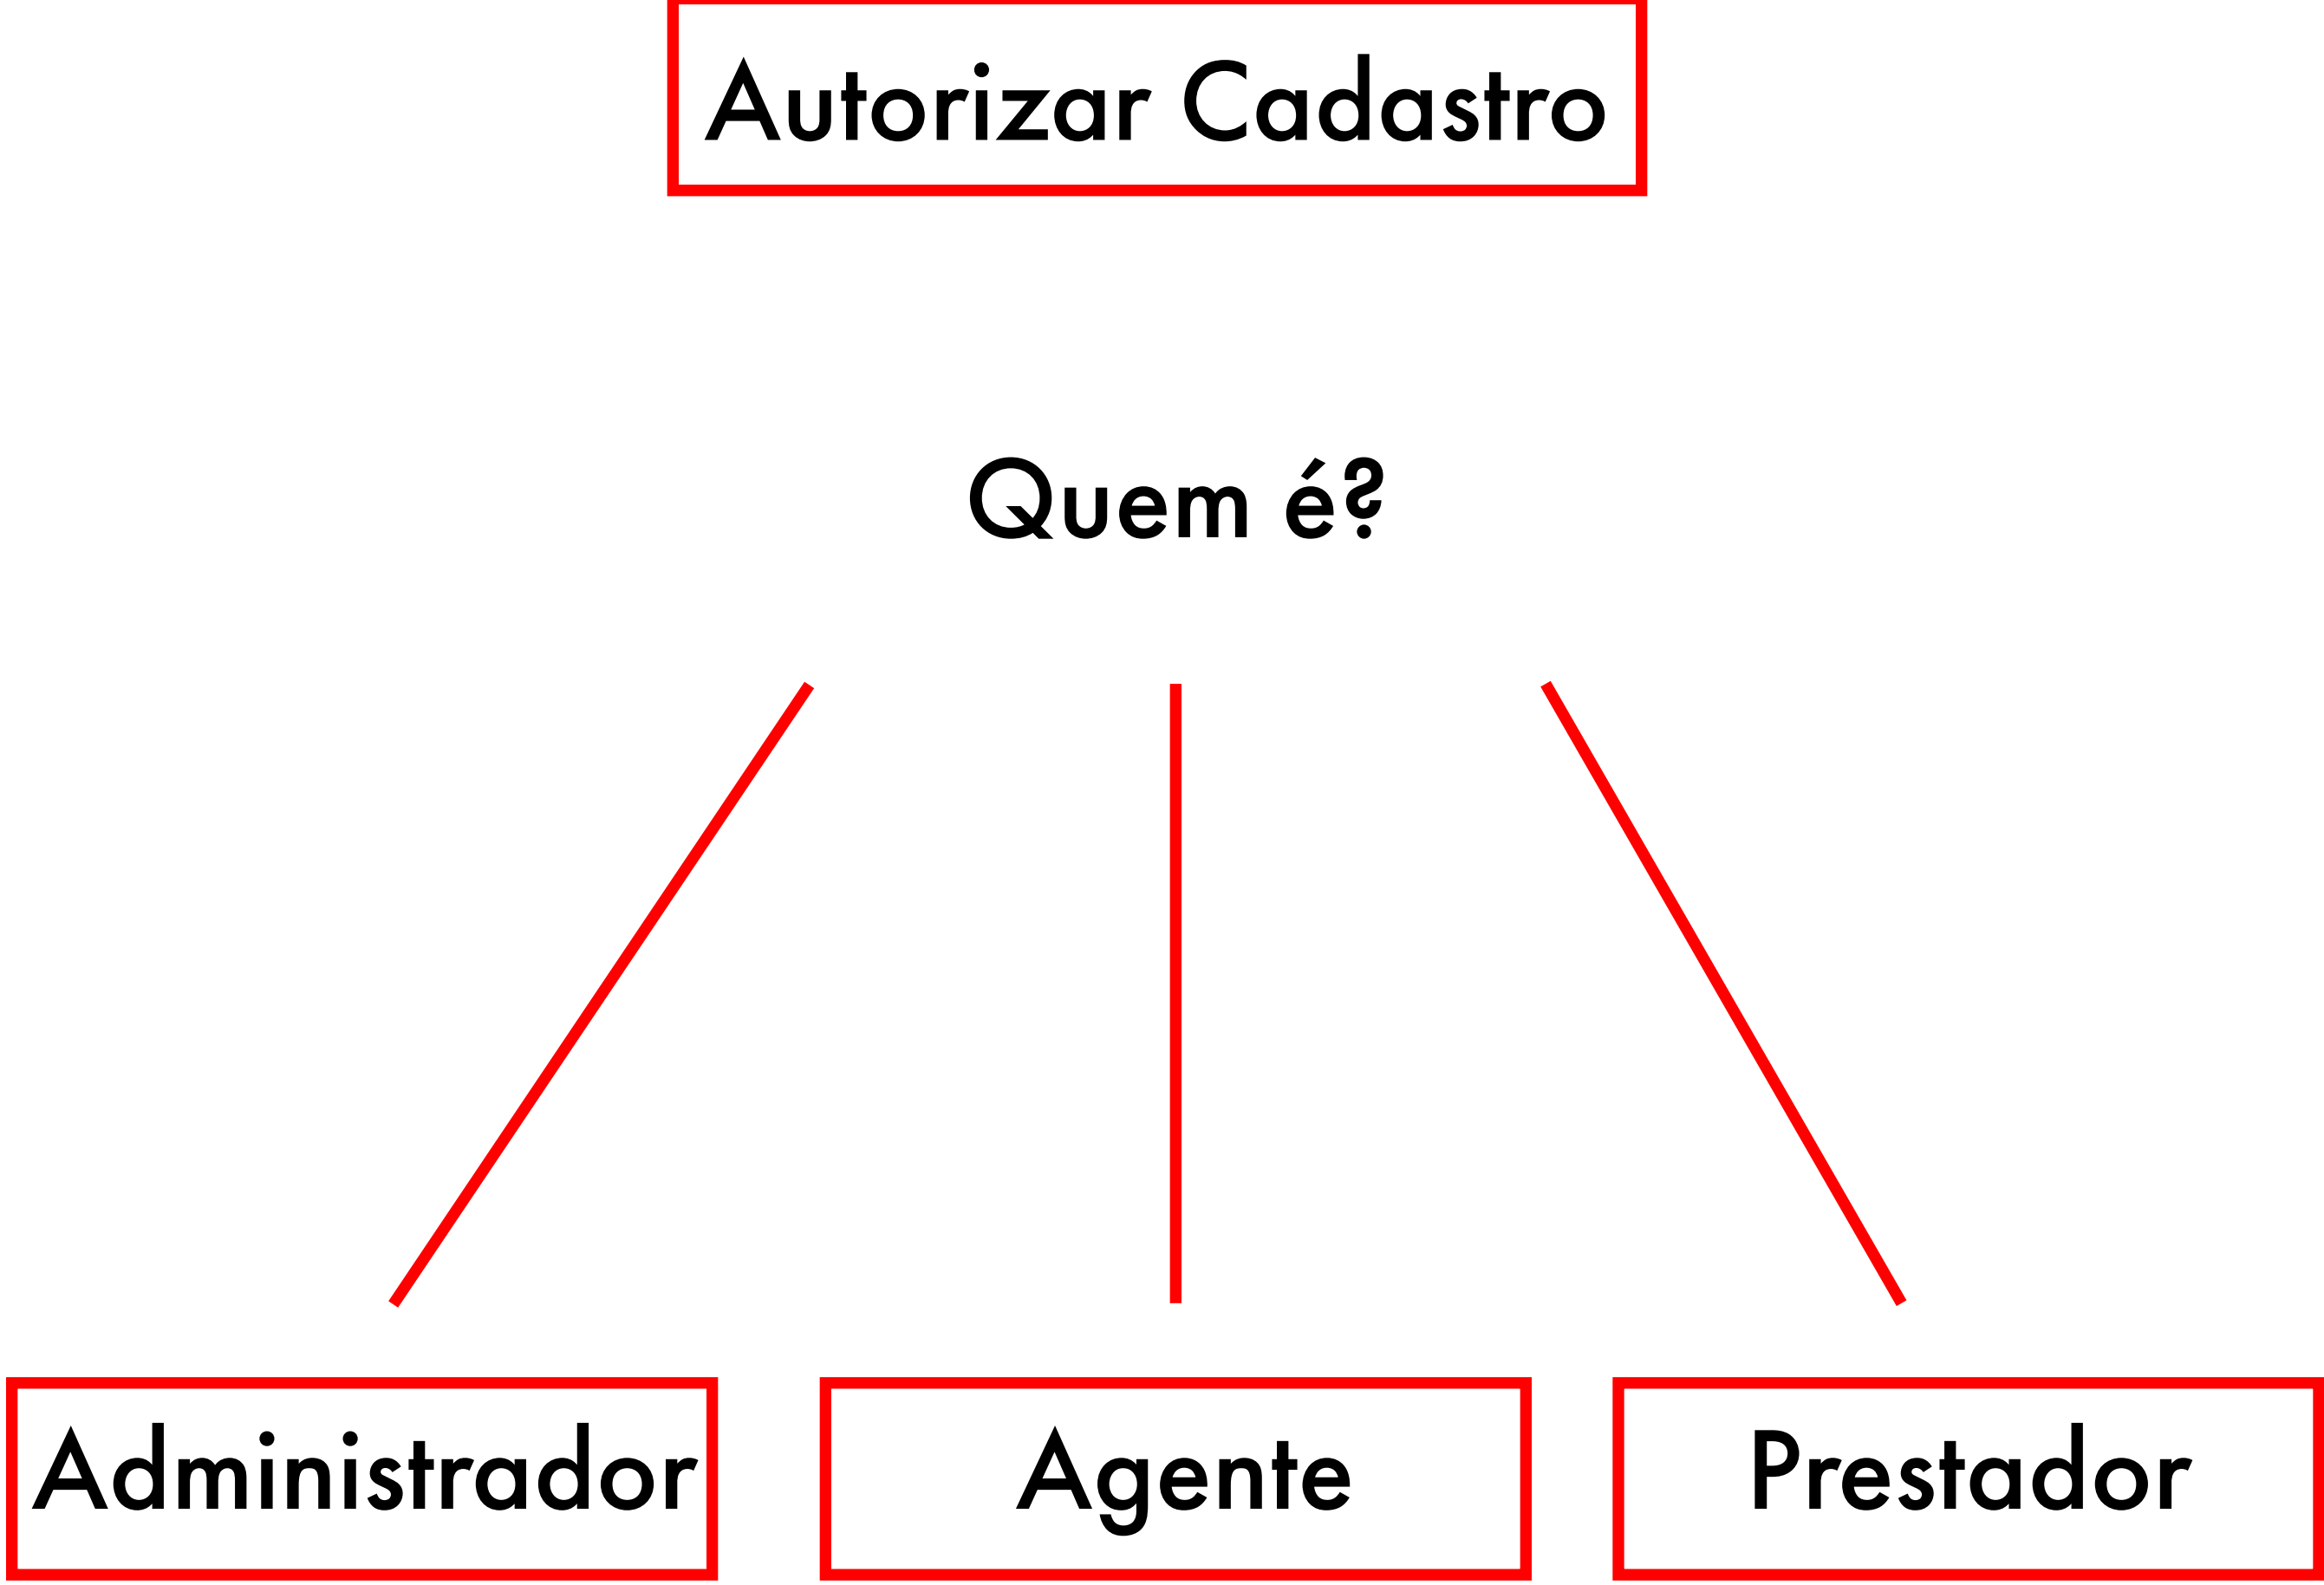 Autorizar Cadastro
Quem é?
Administrador
Agente
Prestador